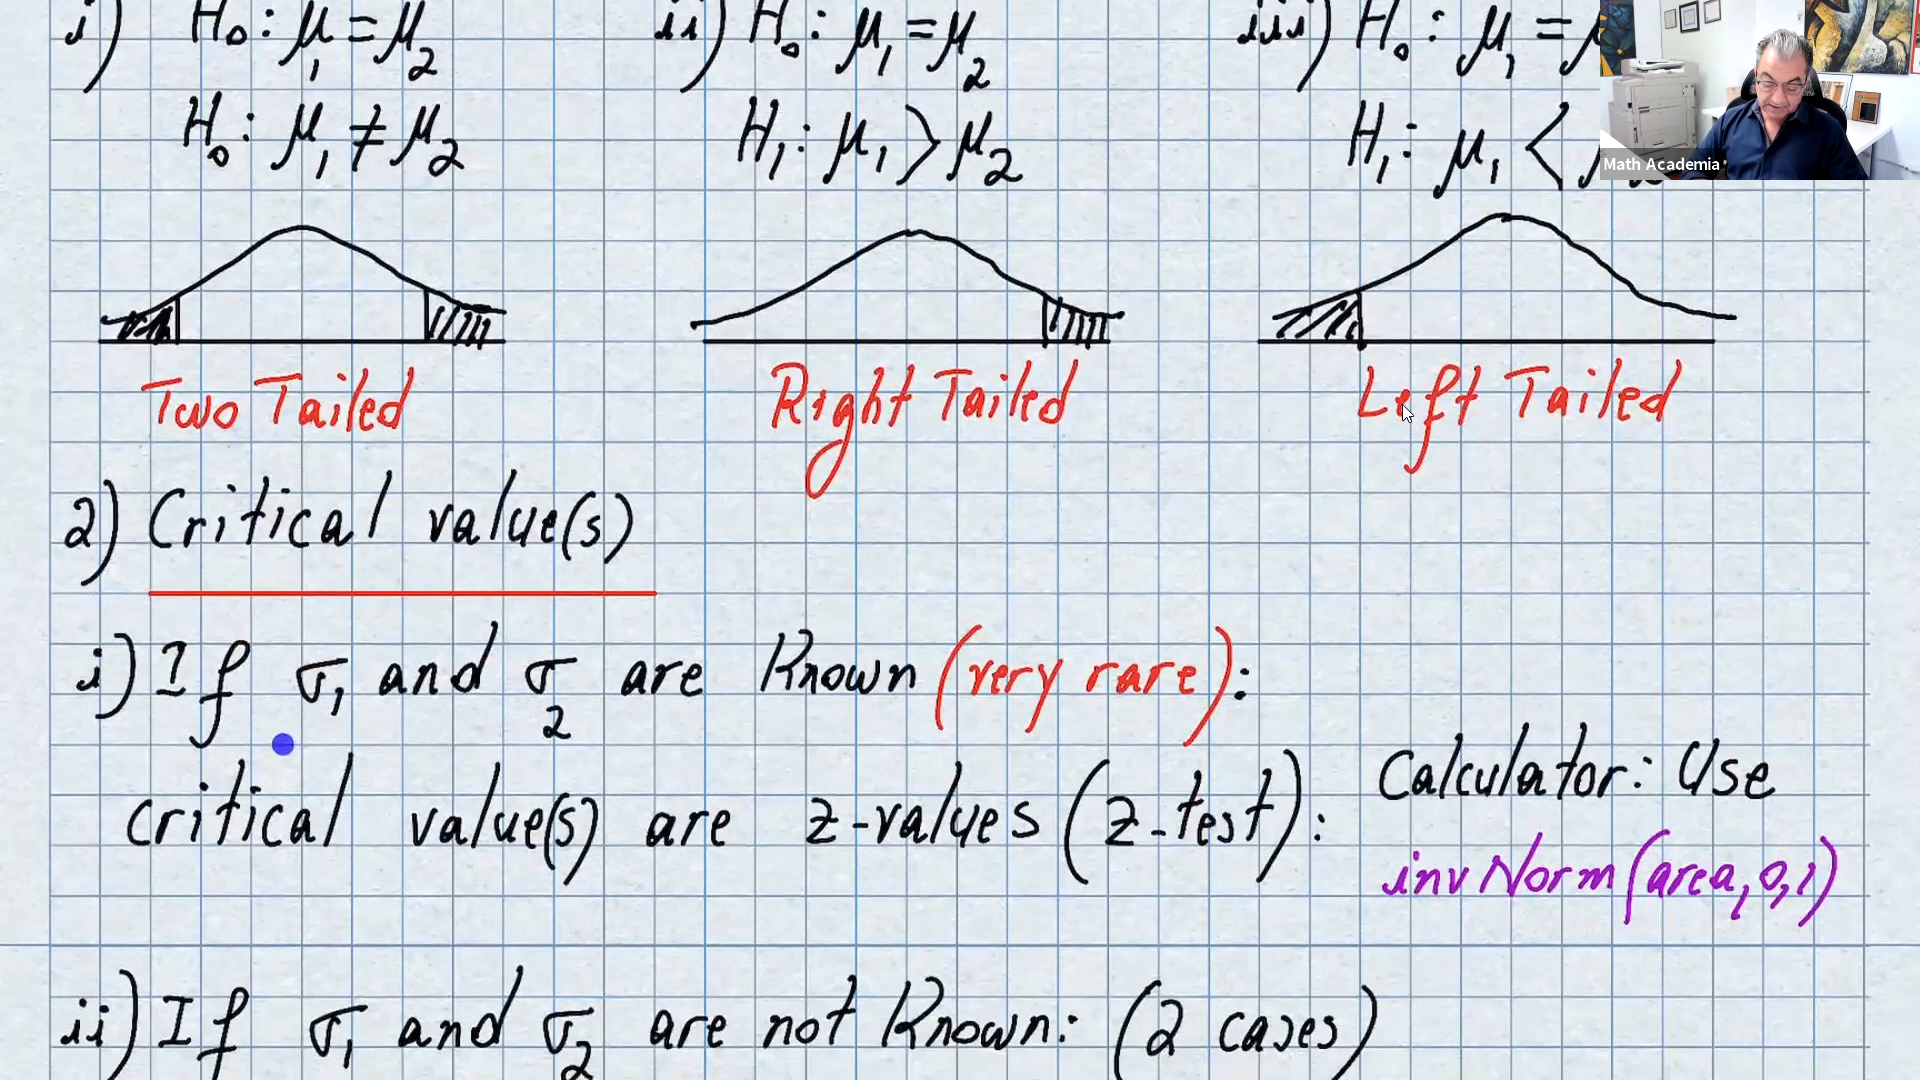 i) H₀: μ₁ = μ₂ ii) H₀: μ₁ = μ₂ iii) H₀: μ₁ =
H₀: μ₁ ≠ μ₂ H₁: μ₁ > μ₂ H₁: μ₁ <
Math Academia
Two Tailed Right Tailed Left Tailed
2) Critical value(s)
i) If σ₁ and σ₂ are Known (very rare):
critical value(s) are z-values (z-test): Calculator: Use
invNorm(area, 0, 1)
ii) If σ₁ and σ₂ are not Known: (2 cases)